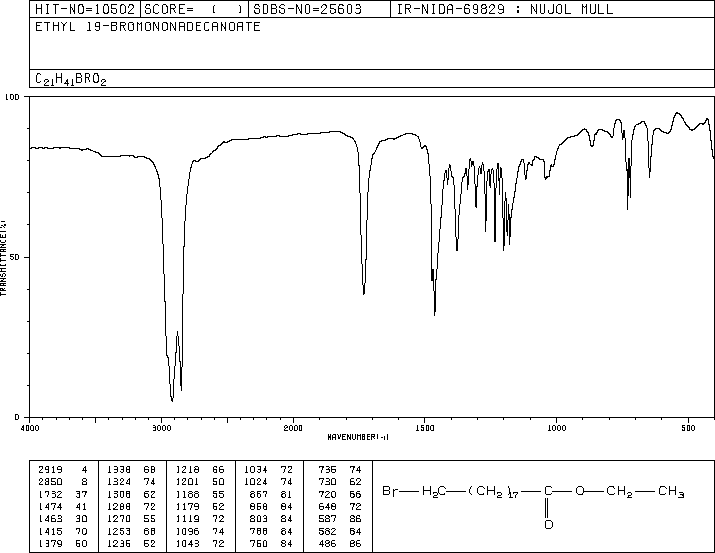 HIT-NO=10502 SCORE= ( ) SDBS-NO=25603 IR-NIDA-69829 : NUJOL MULL
ETHYL 19-BROMONONADECANOATE
C21H41BRO2
100
50
0
TRANSMITTANCE(%)
4000 3000 2000 1500 1000 500
WAVENUMBER(-1)
2919 4 1338 68 1218 66 1034 72 736 74
2850 8 1324 74 1201 50 1024 74 730 62
1732 37 1308 62 1188 55 867 81 720 66
1474 41 1288 72 1179 52 858 84 648 72
1463 30 1270 55 1119 72 803 84 587 86
1415 70 1253 68 1096 74 788 84 582 84
1379 50 1235 52 1043 72 760 84 486 86
Br—H2C—(CH2)17—C—O—CH2—CH3
O